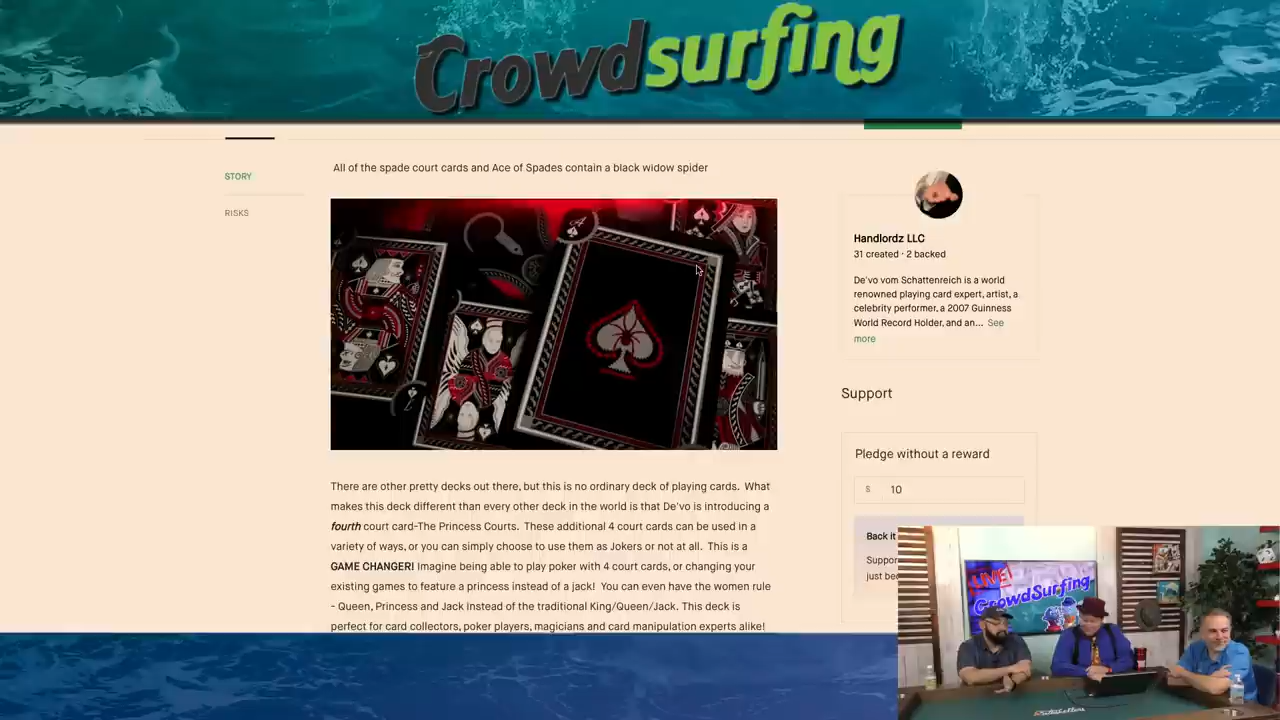 Crowdsurfing
STORY
RISKS
All of the spade court cards and Ace of Spades contain a black widow spider
There are other pretty decks out there, but this is no ordinary deck of playing cards. What
makes this deck different than every other deck in the world is that De'vo is introducing a
fourth court card-The Princess Courts. These additional 4 court cards can be used in a
variety of ways, or you can simply choose to use them as Jokers or not at all. This is a
GAME CHANGER! Imagine being able to play poker with 4 court cards, or changing your
existing games to feature a princess instead of a jack! You can even have the women rule
- Queen, Princess and Jack instead of the traditional King/Queen/Jack. This deck is
perfect for card collectors, poker players, magicians and card manipulation experts alike!
Handlordz LLC
31 created · 2 backed
De'vo vom Schattenreich is a world
renowned playing card expert, artist, a
celebrity performer, a 2007 Guinness
World Record Holder, and an... See
more
Support
Pledge without a reward
$ 10
Back it
Suppor
just bec
LIVE!
CrowdSurfing